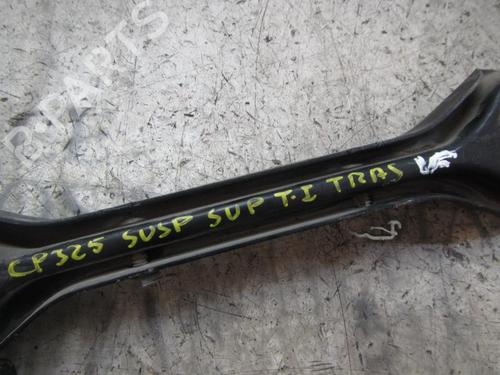 B-PARTS
CP325 SUSP SUP T.I TRAS